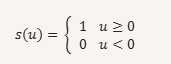 s(u) = { 1 u ≥ 0
0 u < 0